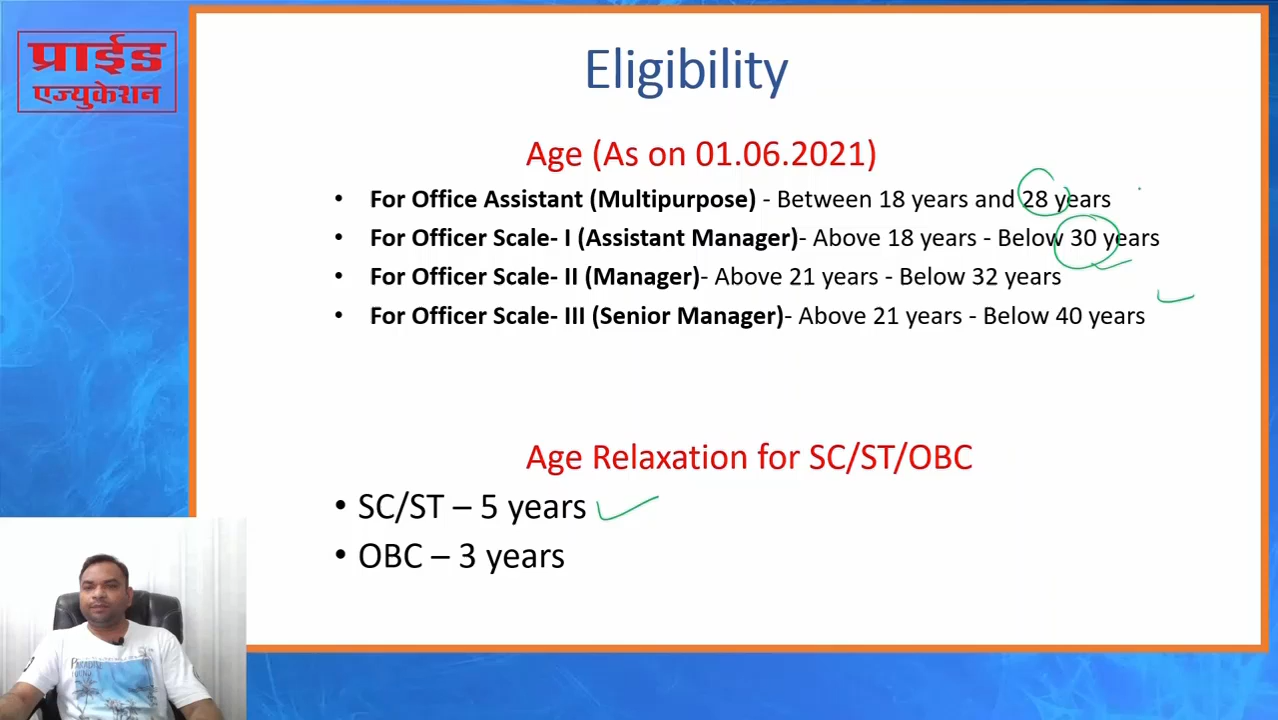 प्राईड
एज्युकेशन
Eligibility
Age (As on 01.06.2021)
• For Office Assistant (Multipurpose) - Between 18 years and 28 years
• For Officer Scale- I (Assistant Manager)- Above 18 years - Below 30 years
• For Officer Scale- II (Manager)- Above 21 years - Below 32 years
• For Officer Scale- III (Senior Manager)- Above 21 years - Below 40 years
Age Relaxation for SC/ST/OBC
• SC/ST – 5 years
• OBC – 3 years
PARADISE
FOUND